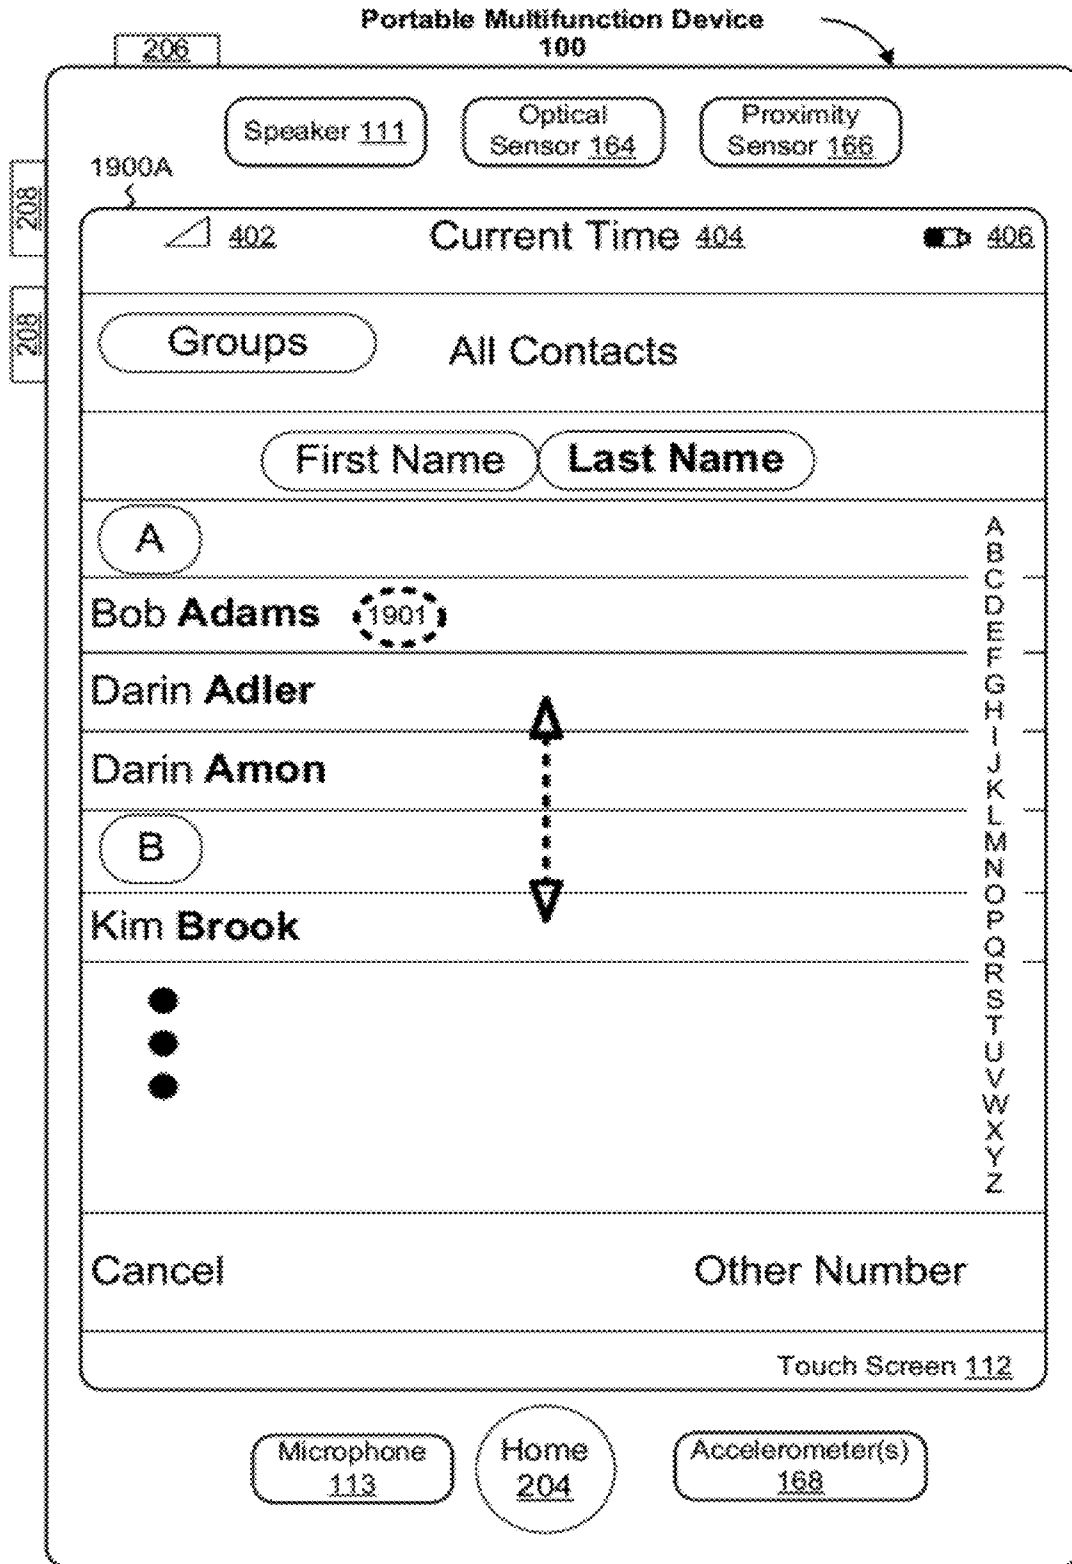 Portable Multifunction Device
100
206
208
208
Speaker 111
Optical
Sensor 164
Proximity
Sensor 166
1900A
402
Current Time 404
406
Groups
All Contacts
First Name
Last Name
A
Bob Adams
1901
Darin Adler
Darin Amon
B
Kim Brook
A
B
C
D
E
F
G
H
I
J
K
L
M
N
O
P
Q
R
S
T
U
V
W
X
Y
Z
Cancel
Other Number
Touch Screen 112
Microphone
113
Home
204
Accelerometer(s)
168